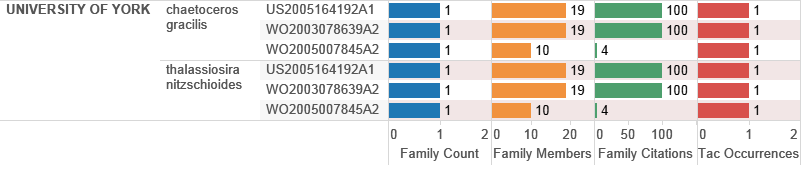 UNIVERSITY OF YORK chaetoceros gracilis US2005164192A1 1 19 100 1
WO2003078639A2 1 19 100 1
WO2005007845A2 1 10 4 1
thalassiosira nitzschioides US2005164192A1 1 19 100 1
WO2003078639A2 1 19 100 1
WO2005007845A2 1 10 4 1
0 1 2 0 10 20 0 50 100 0 1 2
Family Count Family Members Family Citations Tac Occurrences